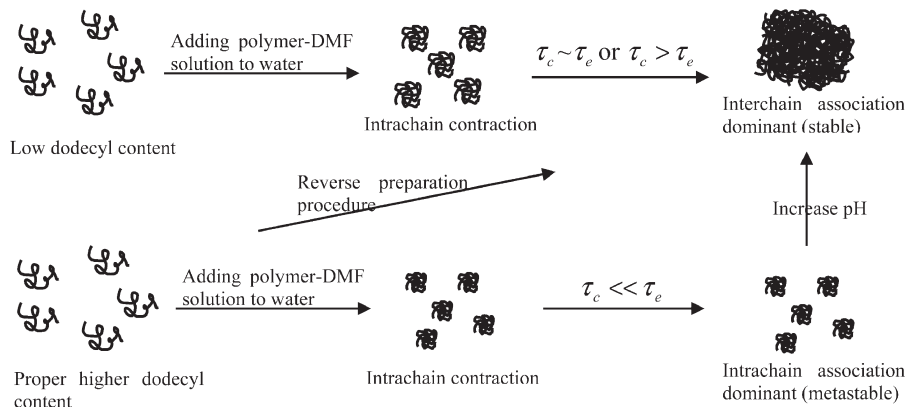 Adding polymer-DMF
solution to water
τc~τe or τc > τe
Low dodecyl content
Intrachain contraction
Interchain association
dominant (stable)
Reverse preparation
procedure
Increase pH
Adding polymer-DMF
solution to water
τc << τe
Proper higher dodecyl
content
Intrachain contraction
Intrachain association
dominant (metastable)